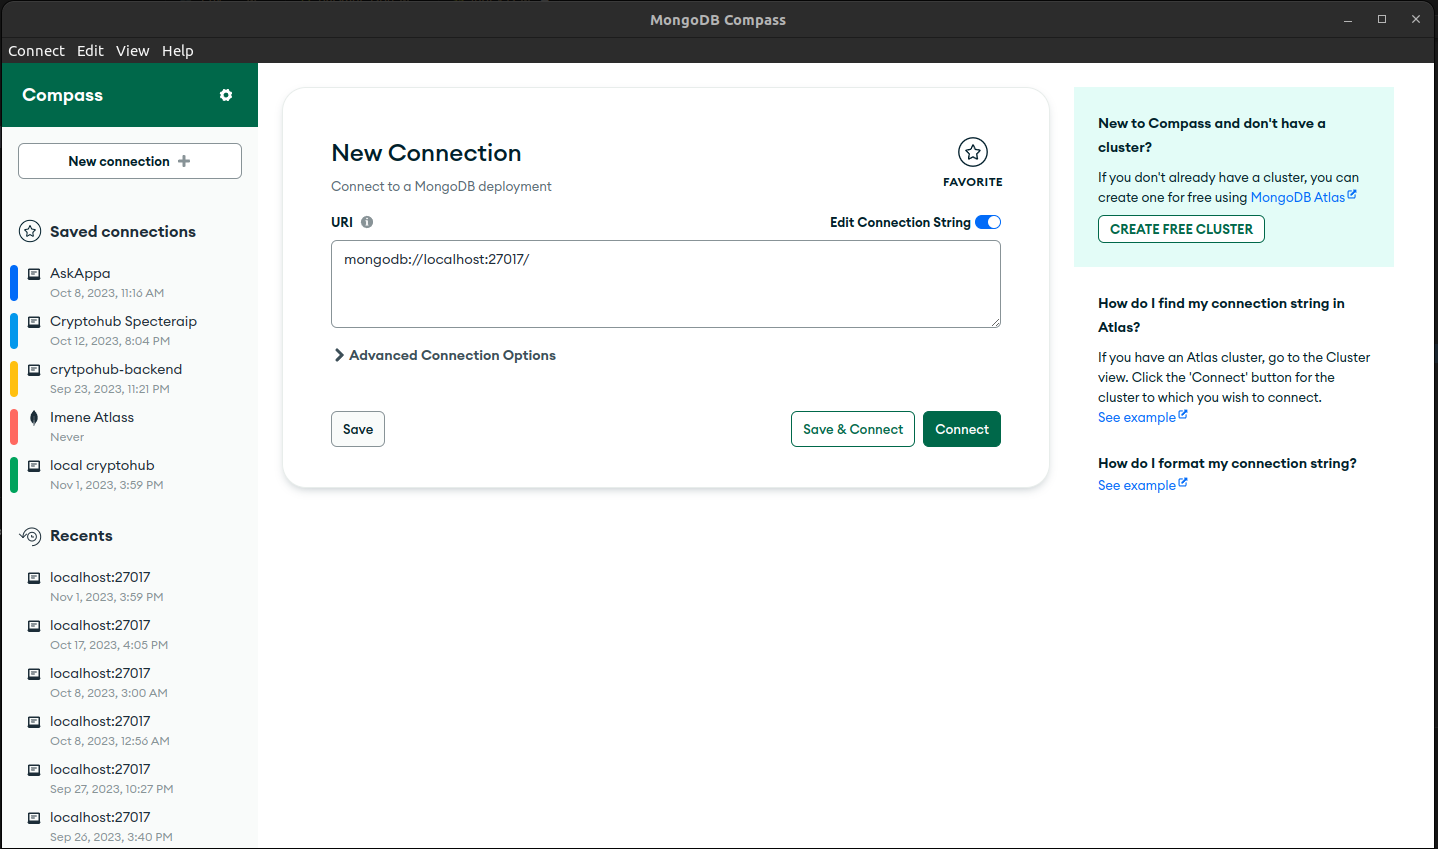 MongoDB Compass
Connect Edit View Help
Compass
New connection
Saved connections
AskAppa
Oct 8, 2023, 11:16 AM
Cryptohub Specteraip
Oct 12, 2023, 8:04 PM
crytpohub-backend
Sep 23, 2023, 11:21 PM
Imene Atlass
Never
local cryptohub
Nov 1, 2023, 3:59 PM
Recents
localhost:27017
Nov 1, 2023, 3:59 PM
localhost:27017
Oct 17, 2023, 4:05 PM
localhost:27017
Oct 8, 2023, 3:00 AM
localhost:27017
Oct 8, 2023, 12:56 AM
localhost:27017
Sep 27, 2023, 10:27 PM
localhost:27017
Sep 26, 2023, 3:40 PM
New Connection
Connect to a MongoDB deployment
FAVORITE
URI
Edit Connection String
mongodb://localhost:27017/
Advanced Connection Options
Save
Save & Connect
Connect
New to Compass and don't have a
cluster?
If you don't already have a cluster, you can
create one for free using MongoDB Atlas
CREATE FREE CLUSTER
How do I find my connection string in
Atlas?
If you have an Atlas cluster, go to the Cluster
view. Click the 'Connect' button for the
cluster to which you wish to connect.
See example
How do I format my connection string?
See example